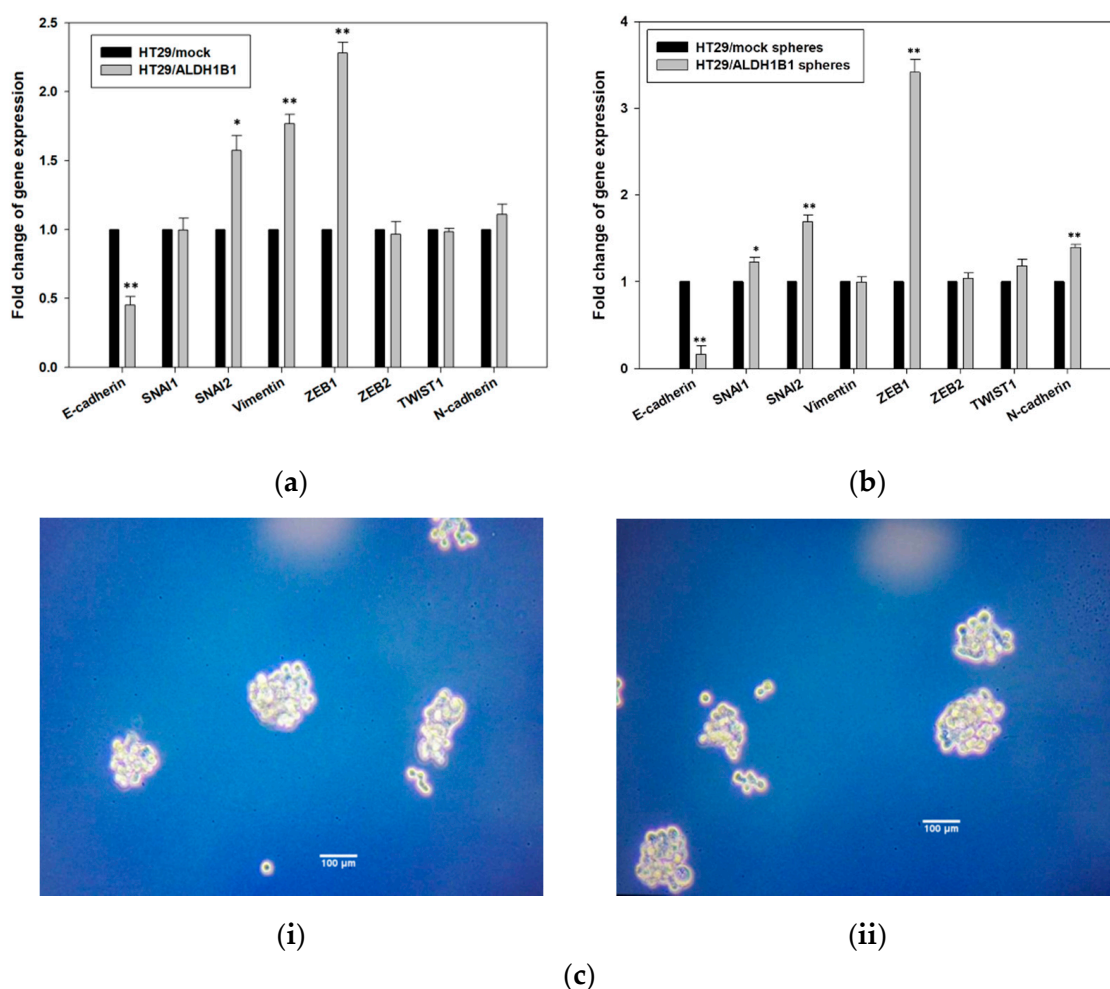 2.5
2.0
1.5
1.0
0.5
0.0
Fold change of gene expression
HT29/mock
HT29/ALDH1B1
**
*
**
**
E-cadherin
SNAI1
SNAI2
Vimentin
ZEB1
ZEB2
TWIST1
N-cadherin
(a)
4
3
2
1
0
Fold change of gene expression
HT29/mock spheres
HT29/ALDH1B1 spheres
**
*
**
**
**
E-cadherin
SNAI1
SNAI2
Vimentin
ZEB1
ZEB2
TWIST1
N-cadherin
(b)
100 µm
(i)
100 µm
(ii)
(c)